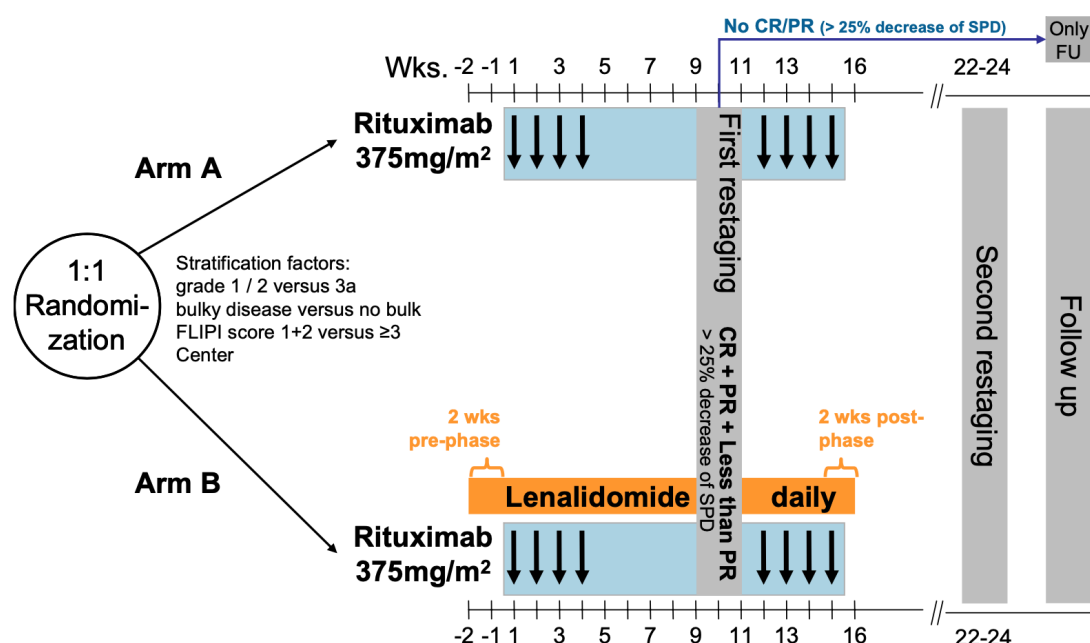 No CR/PR (> 25% decrease of SPD)
Only
FU
Wks. -2 -1 1 3 5 7 9 11 13 16 22-24
Rituximab
375mg/m²
Arm A
1:1
Randomi-
zation
Stratification factors:
grade 1 / 2 versus 3a
bulky disease versus no bulk
FLIPI score 1+2 versus ≥3
Center
First restaging
CR + PR + Less than PR
> 25% decrease of SPD
Second restaging
Follow up
2 wks
pre-phase
2 wks post-
phase
Arm B
Lenalidomide daily
Rituximab
375mg/m²
-2 -1 1 3 5 7 9 11 13 16 22-24